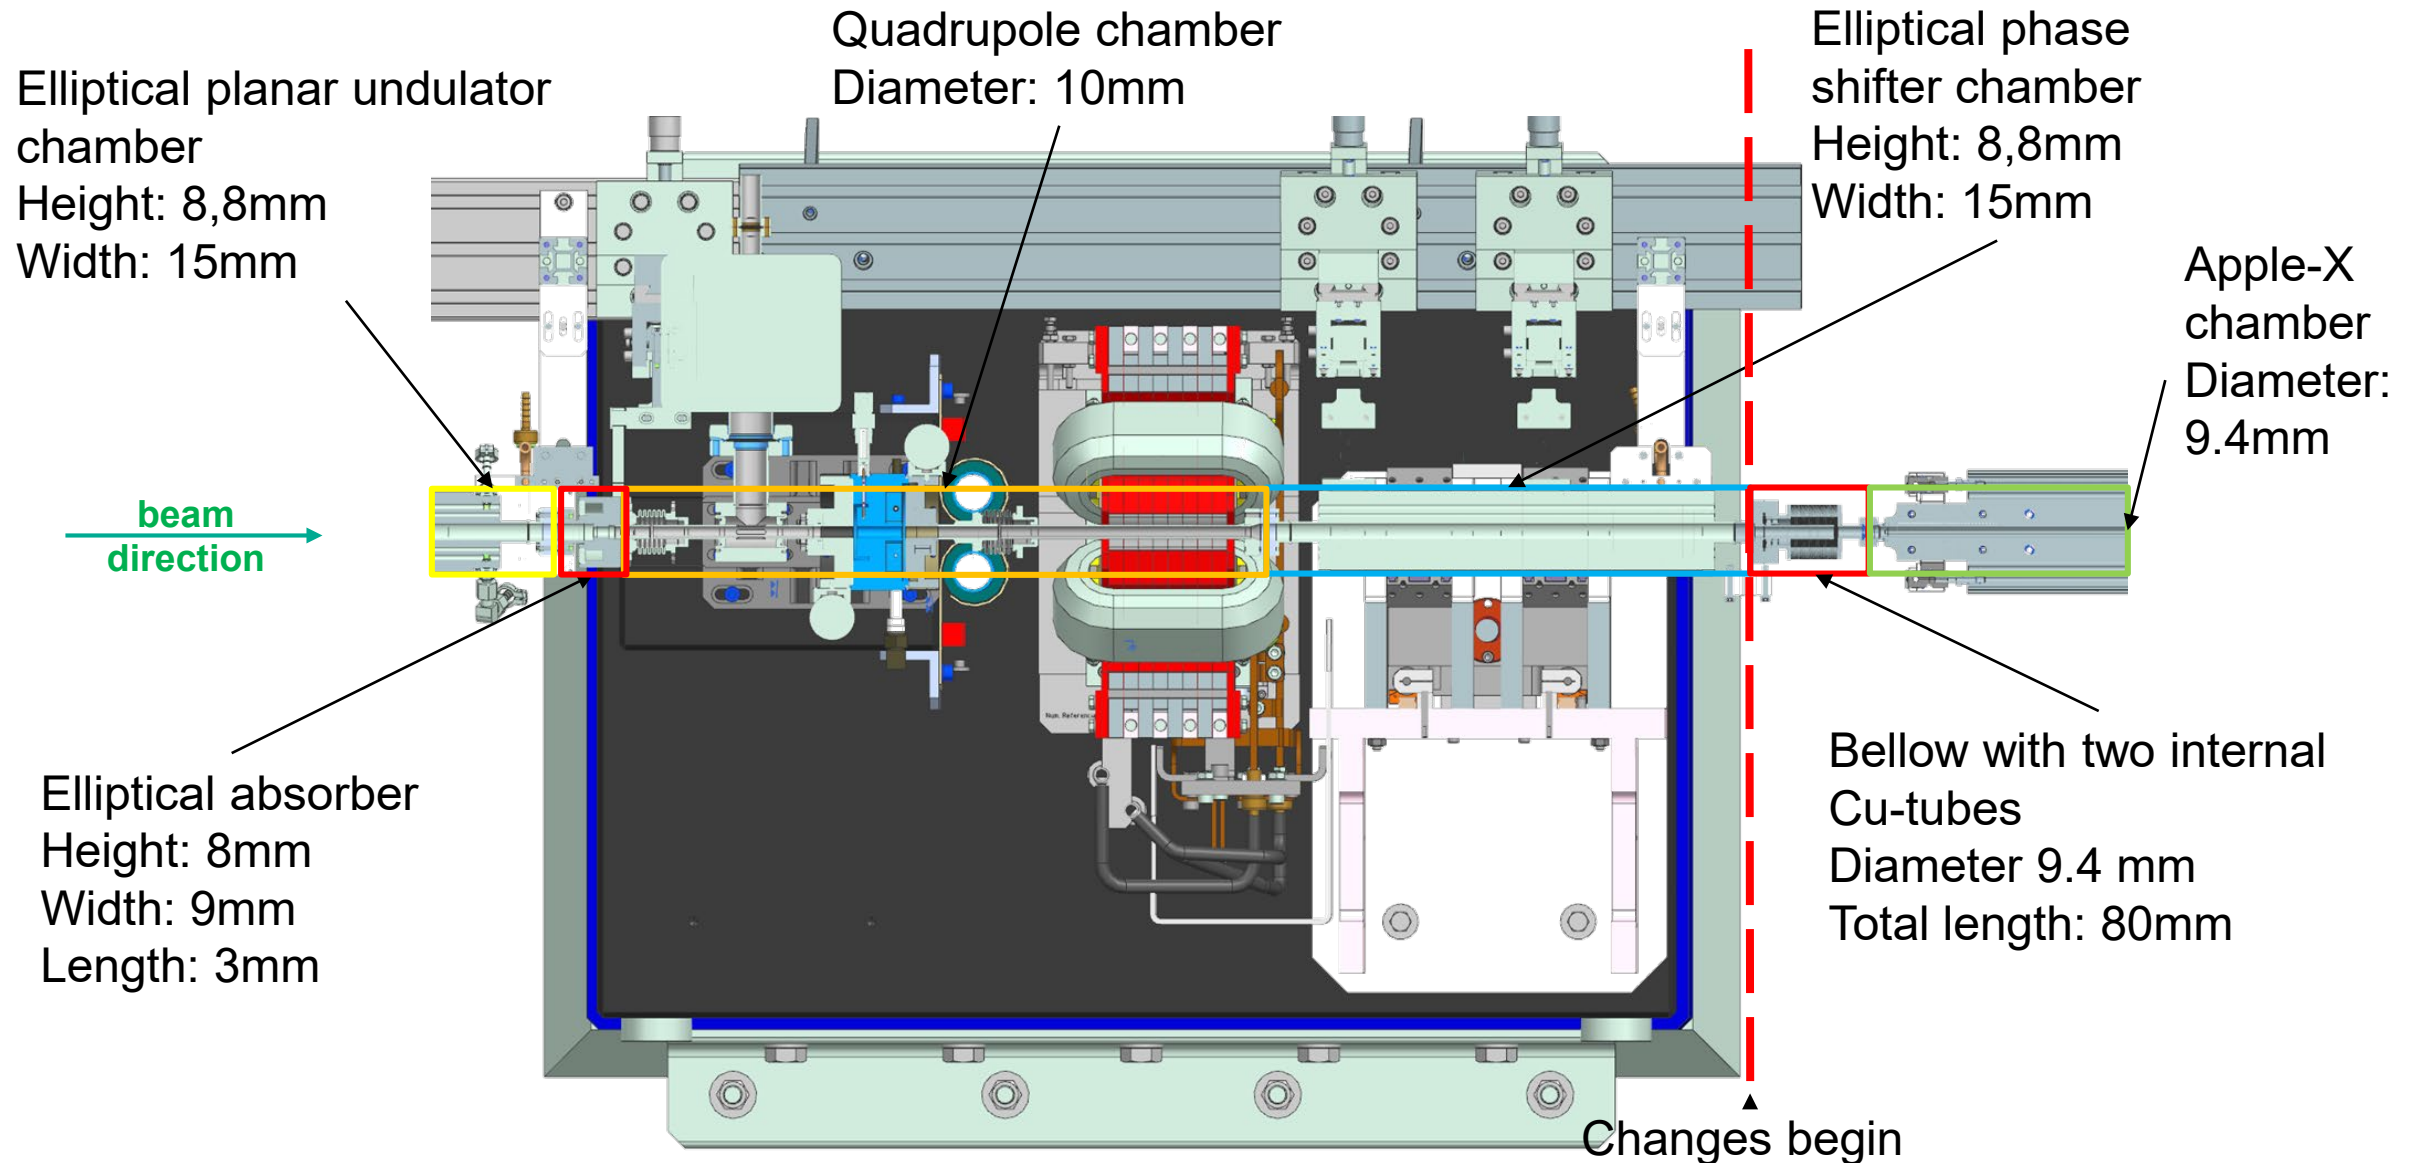 Quadrupole chamber
Diameter: 10mm
Elliptical phase
shifter chamber
Height: 8,8mm
Width: 15mm
Elliptical planar undulator
chamber
Height: 8,8mm
Width: 15mm
Apple-X
chamber
Diameter:
9.4mm
beam
direction
Num. Referenc
Elliptical absorber
Height: 8mm
Width: 9mm
Length: 3mm
Bellow with two internal
Cu-tubes
Diameter 9.4 mm
Total length: 80mm
Changes begin